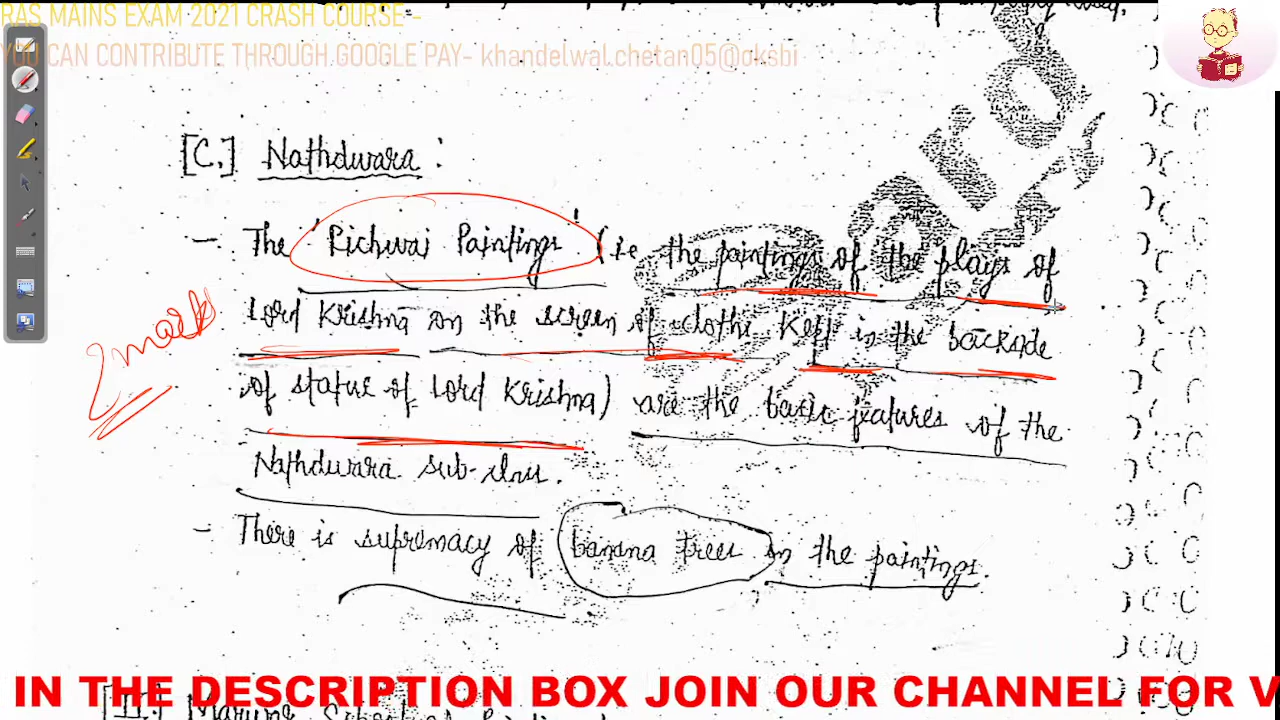 RAS MAINS EXAM 2021 CRASH COURSE -
YOU CAN CONTRIBUTE THROUGH GOOGLE PAY- khandelwal.chetan05@oksbi
[C.] Nathdwara :
- The 'Pichwai Paintings' (i.e. the paintings of the plays of
Lord Krishna on the screen of cloths kept in the backside
of statue of Lord Krishna) are the basic features of the
Nathdwara sub-class.
2 marks
- There is supremacy of banana trees in the paintings.
IN THE DESCRIPTION BOX JOIN OUR CHANNEL FOR V